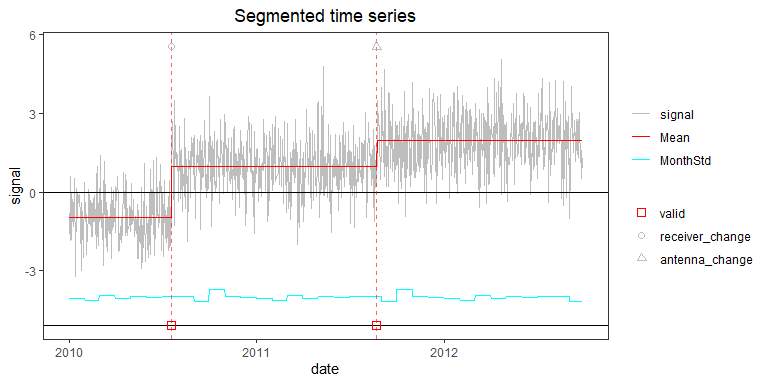 Segmented time series
6
3
0
-3
signal
2010
2011
2012
date
signal
Mean
MonthStd
valid
receiver_change
antenna_change